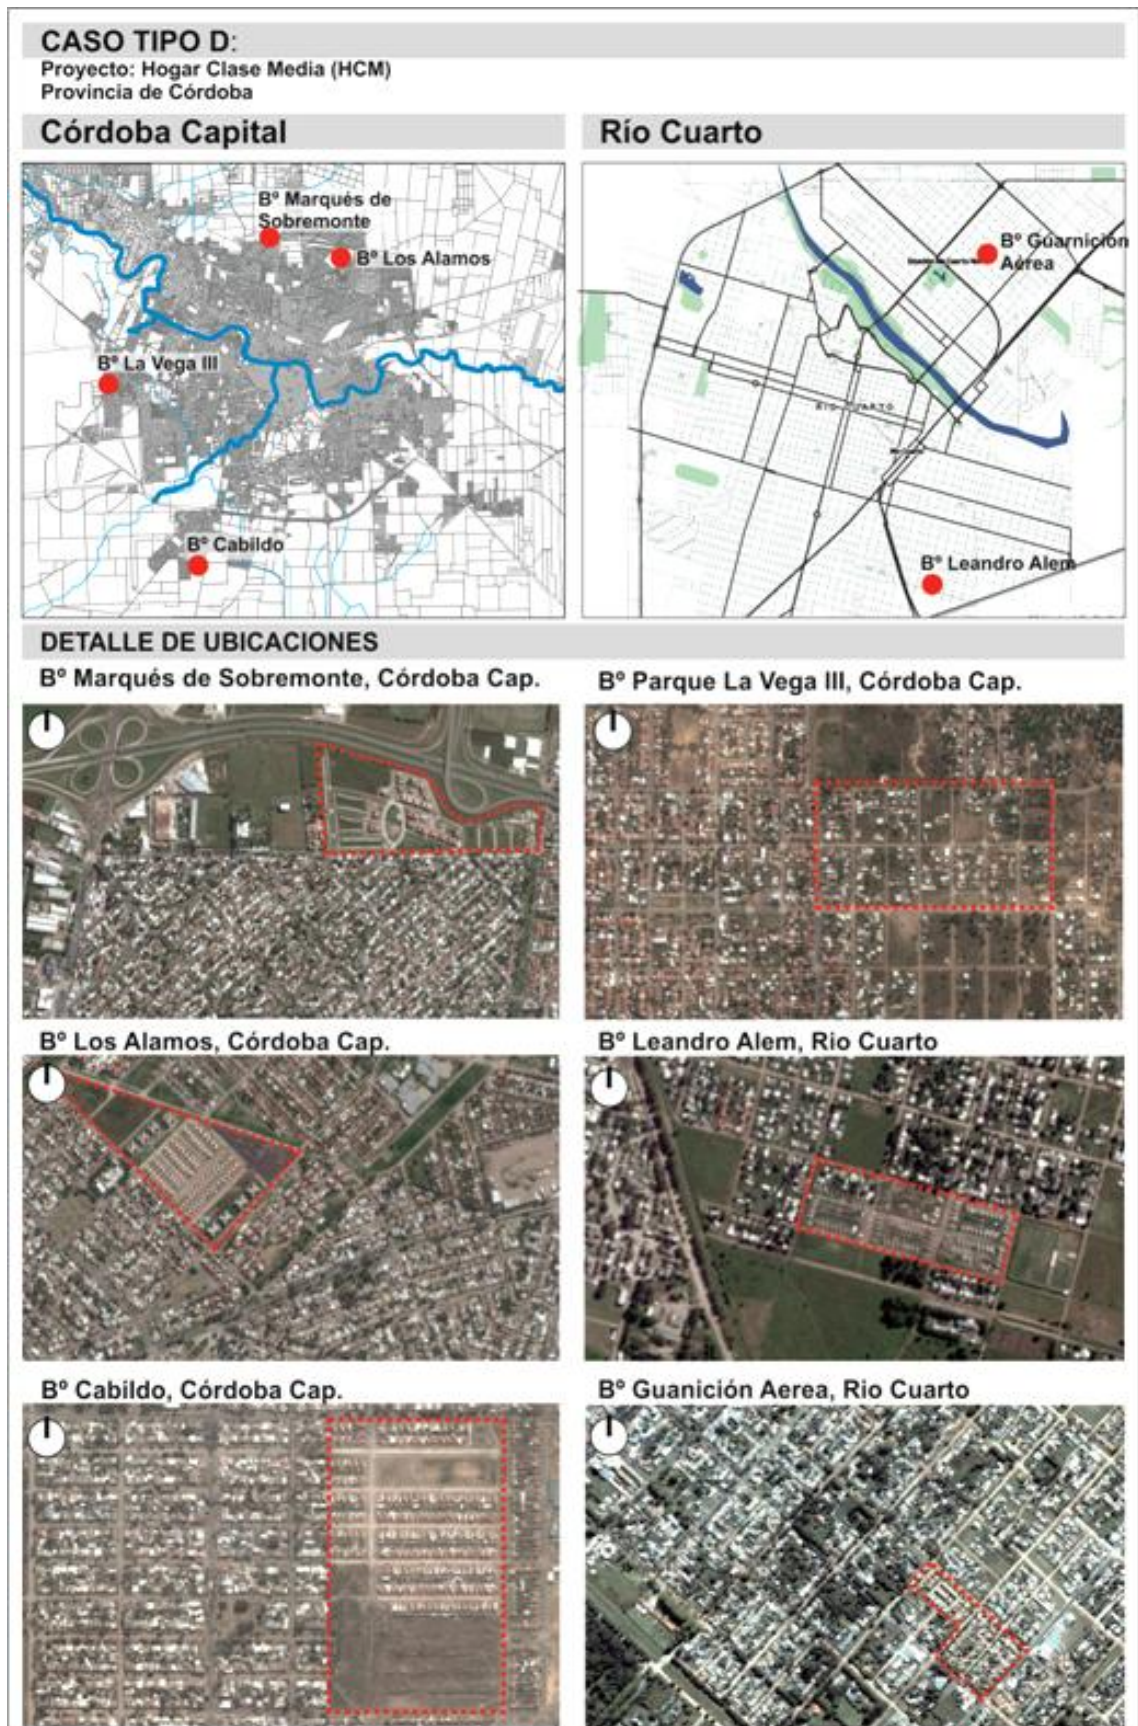 CASO TIPO D:
Proyecto: Hogar Clase Media (HCM)
Provincia de Córdoba
Córdoba Capital
Río Cuarto
Bº Marqués de
Sobremonte
Bº Los Alamos
Bº La Vega III
Bº Cabildo
Bº Guarnición
Aérea
RIO CUARTO
Bº Leandro Alem
DETALLE DE UBICACIONES
Bº Marqués de Sobremonte, Córdoba Cap.
Bº Parque La Vega III, Córdoba Cap.
Bº Los Alamos, Córdoba Cap.
Bº Leandro Alem, Rio Cuarto
Bº Cabildo, Córdoba Cap.
Bº Guanición Aerea, Rio Cuarto